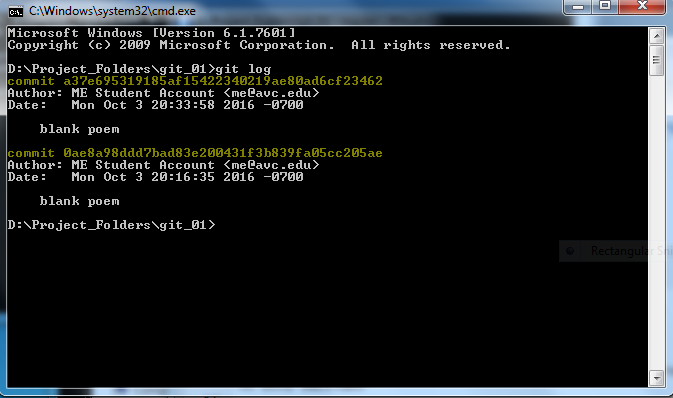 C:\Windows\system32\cmd.exe
Microsoft Windows [Version 6.1.7601]
Copyright (c) 2009 Microsoft Corporation.  All rights reserved.
D:\Project_Folders\git_01>git log
commit a37e695319185af15422340219ae80ad6cf23462
Author: ME Student Account <me@avc.edu>
Date:   Mon Oct 3 20:33:58 2016 -0700
    blank poem
commit 0ae8a98ddd7bad83e200431f3b839fa05cc205ae
Author: ME Student Account <me@avc.edu>
Date:   Mon Oct 3 20:16:35 2016 -0700
    blank poem
D:\Project_Folders\git_01>
Rectangular